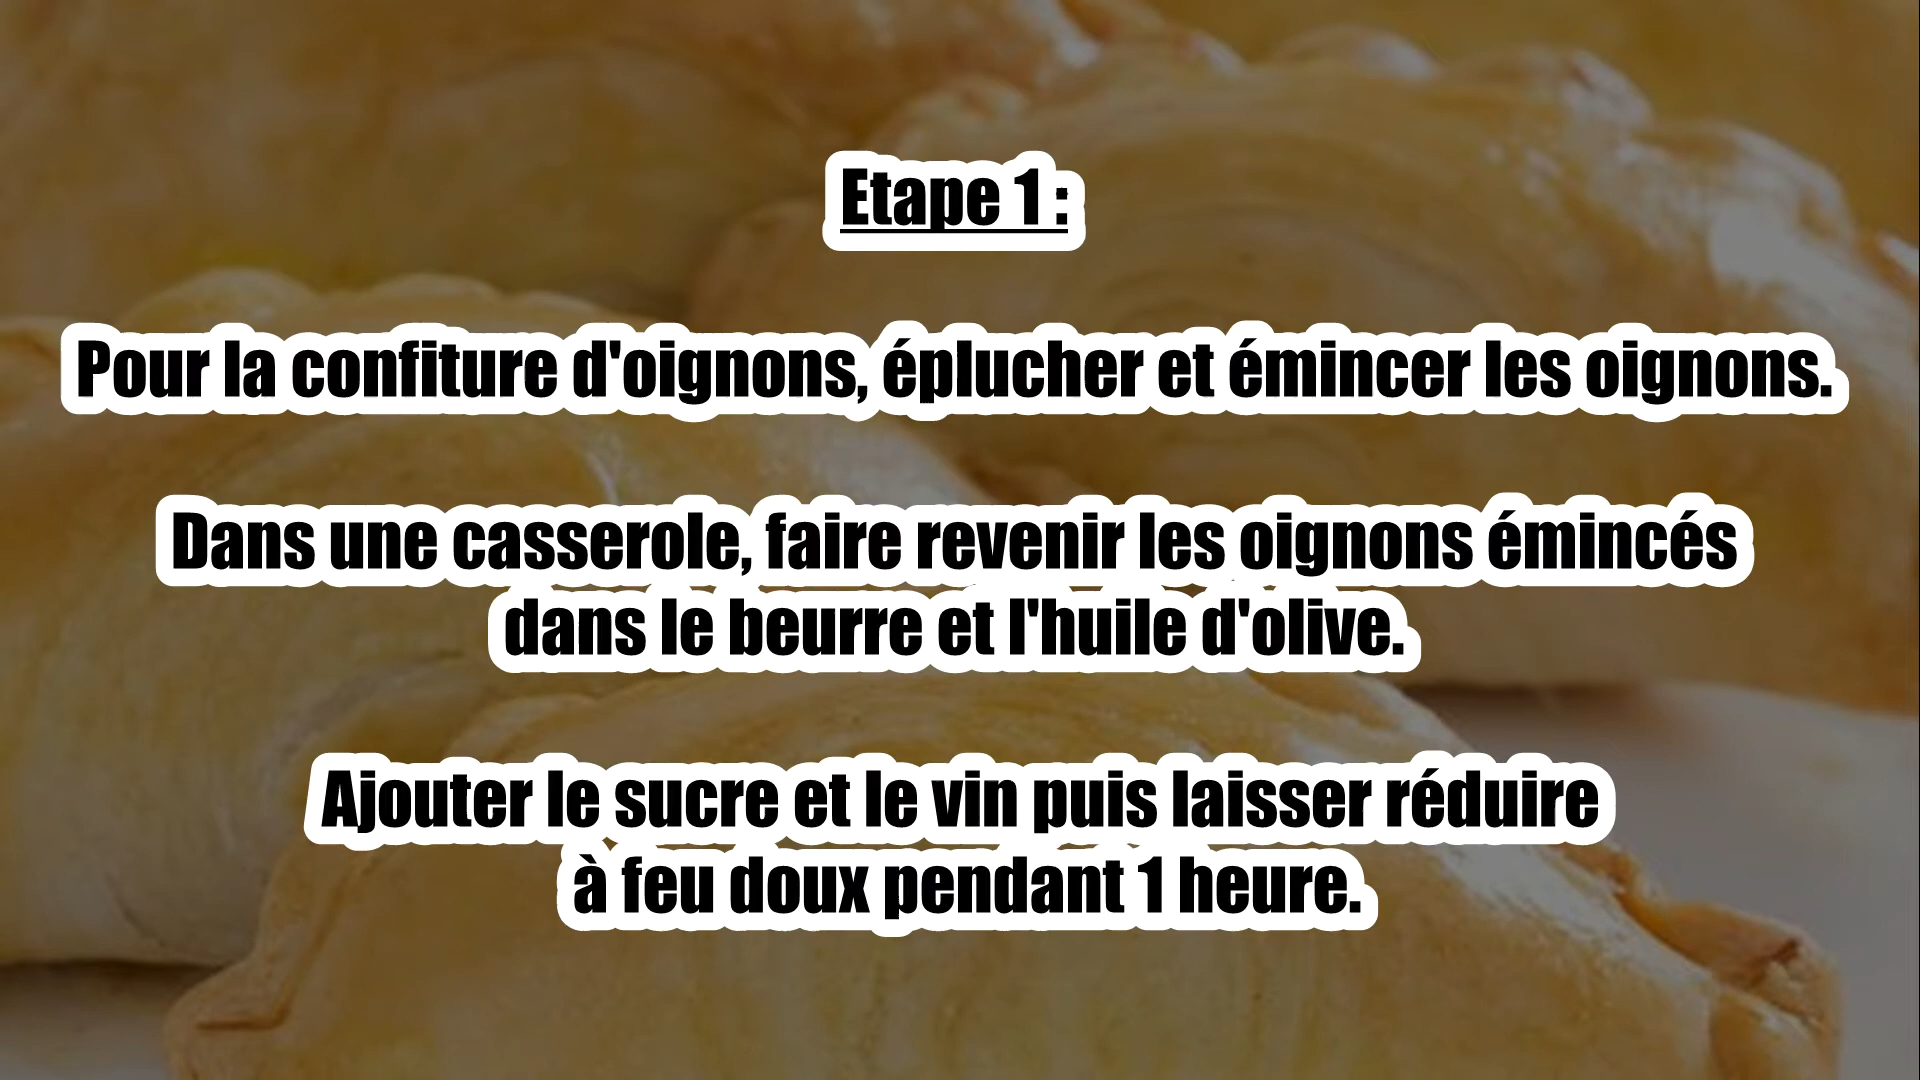 Etape 1 :
Pour la confiture d'oignons, éplucher et émincer les oignons.
Dans une casserole, faire revenir les oignons émincés
dans le beurre et l'huile d'olive.
Ajouter le sucre et le vin puis laisser réduire
à feu doux pendant 1 heure.